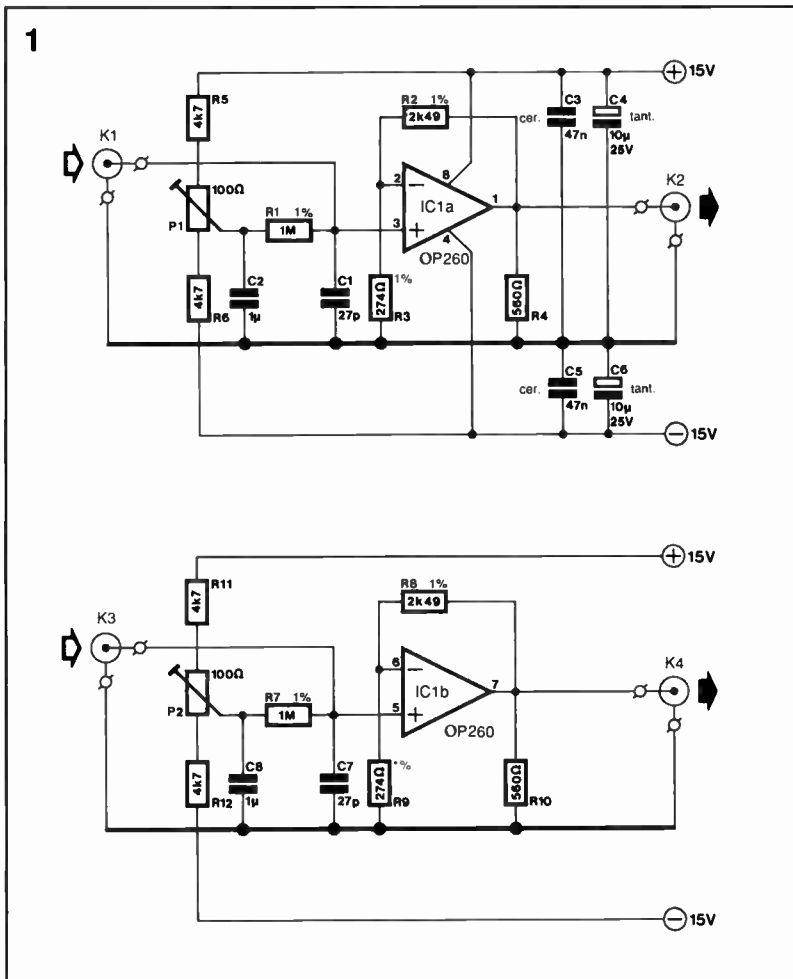 1
15V
R5
4k7
R2 1%
2k49
C3
cer.
47n
C4
tant.
10μ
25V
K1
K2
100Ω
P1
R1 1%
1M
2
8
3
1
4
IC1a
OP260
R6
4k7
C2
1μ
C1
27p
1%
274Ω
R3
560Ω
R4
C5
cer.
47n
C6
tant.
10μ
25V
15V
15V
R11
4k7
R8 1%
2k49
K3
K4
100Ω
P2
R7 1%
1M
6
5
7
IC1b
OP260
R12
4k7
C8
1μ
C7
27p
%
274Ω
R9
560Ω
R10
15V